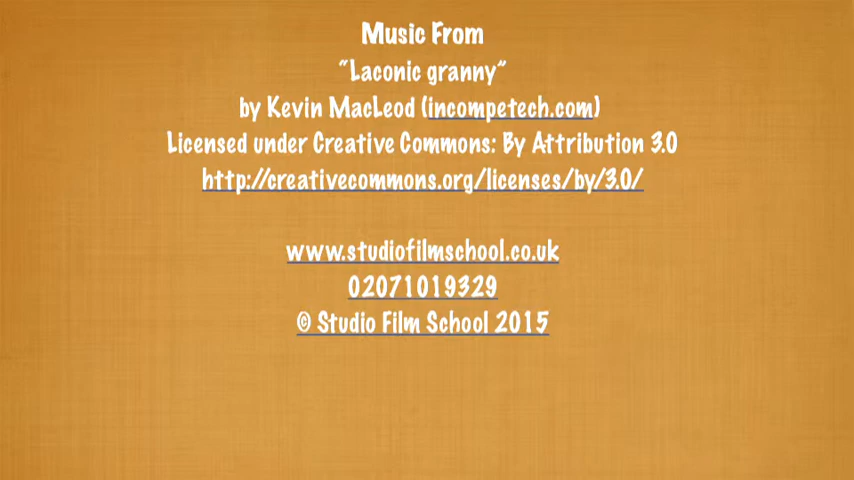 Music From
"Laconic granny"
by Kevin MacLeod (incompetech.com)
Licensed under Creative Commons: By Attribution 3.0
http://creativecommons.org/licenses/by/3.0/
www.studiofilmschool.co.uk
02071019329
© Studio Film School 2015